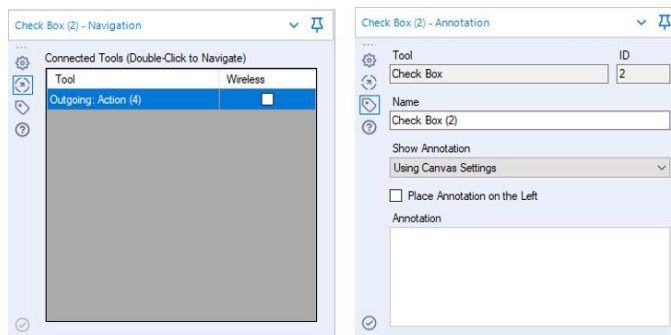 Check Box (2) - Navigation
Connected Tools (Double-Click to Navigate)
Tool Wireless
Outgoing: Action (4)
Check Box (2) - Annotation
Tool ID
Check Box 2
Name
Check Box (2)
Show Annotation
Using Canvas Settings
Place Annotation on the Left
Annotation